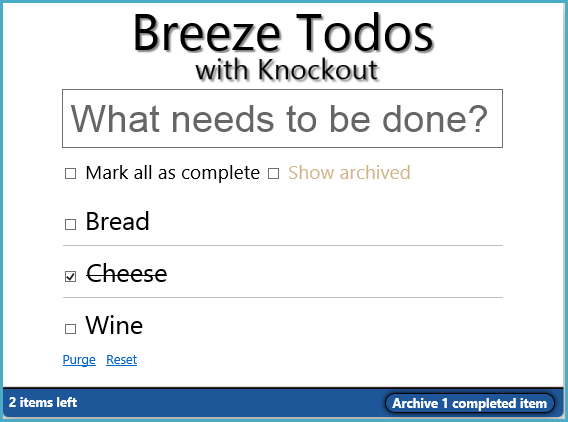 Breeze Todos
with Knockout
What needs to be done?
Mark all as complete Show archived
Bread
Cheese
Wine
Purge Reset
2 items left Archive 1 completed item